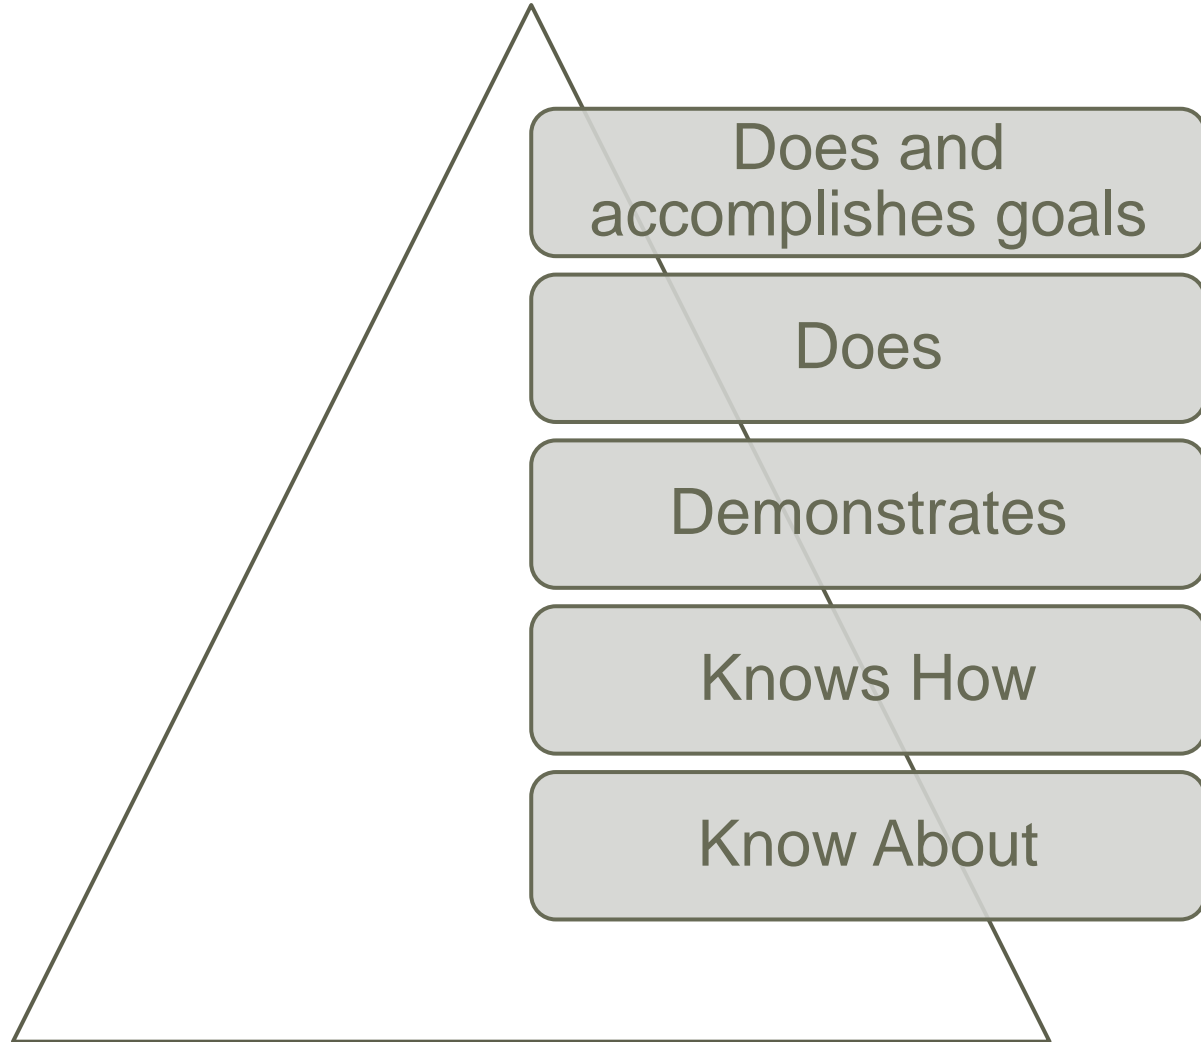 Does and
accomplishes goals
Does
Demonstrates
Knows How
Know About